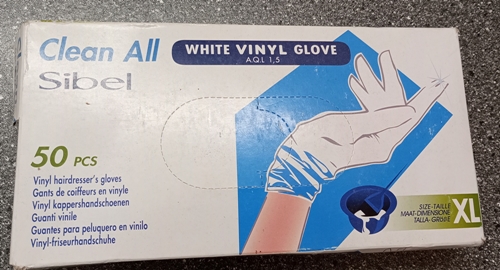 Clean All
Sibel
WHITE VINYL GLOVE
A.Q.L 1,5
50 PCS
Vinyl hairdresser's gloves
Gants de coiffeurs en vinyle
Vinyl kappershandschoenen
Guanti vinile
Guantes para peluquero en vinilo
Vinyl-friseurhandschuhe
SIZE-TAILLE
MAAT-DIMENSIONE
TALLA-GRÖßE
XL